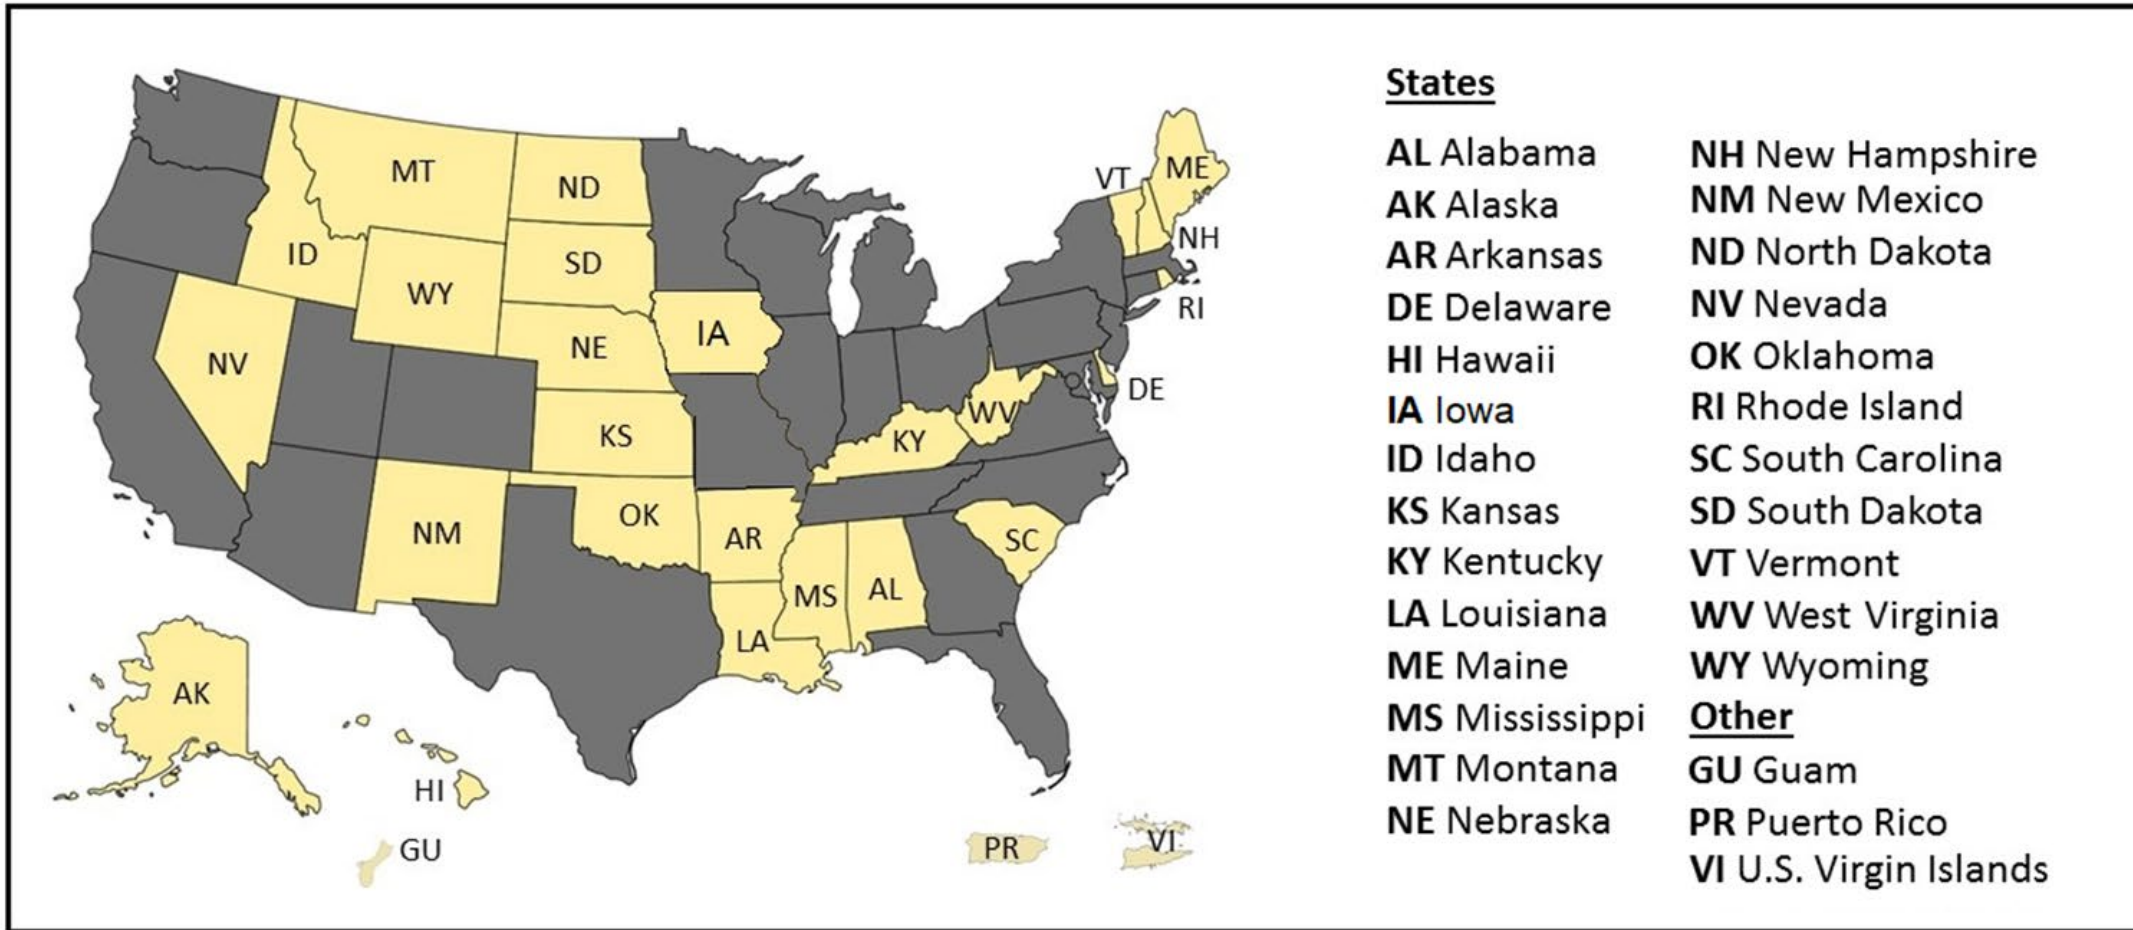 MT
ND
ID
SD
WY
NE
IA
NV
KS
NM
OK
AR
KY
WV
MS
AL
LA
SC
VT
ME
NH
RI
DE
AK
HI
GU
PR
VI
States
AL Alabama
AK Alaska
AR Arkansas
DE Delaware
HI Hawaii
IA Iowa
ID Idaho
KS Kansas
KY Kentucky
LA Louisiana
ME Maine
MS Mississippi
MT Montana
NE Nebraska
NH New Hampshire
NM New Mexico
ND North Dakota
NV Nevada
OK Oklahoma
RI Rhode Island
SC South Carolina
SD South Dakota
VT Vermont
WV West Virginia
WY Wyoming
Other
GU Guam
PR Puerto Rico
VI U.S. Virgin Islands